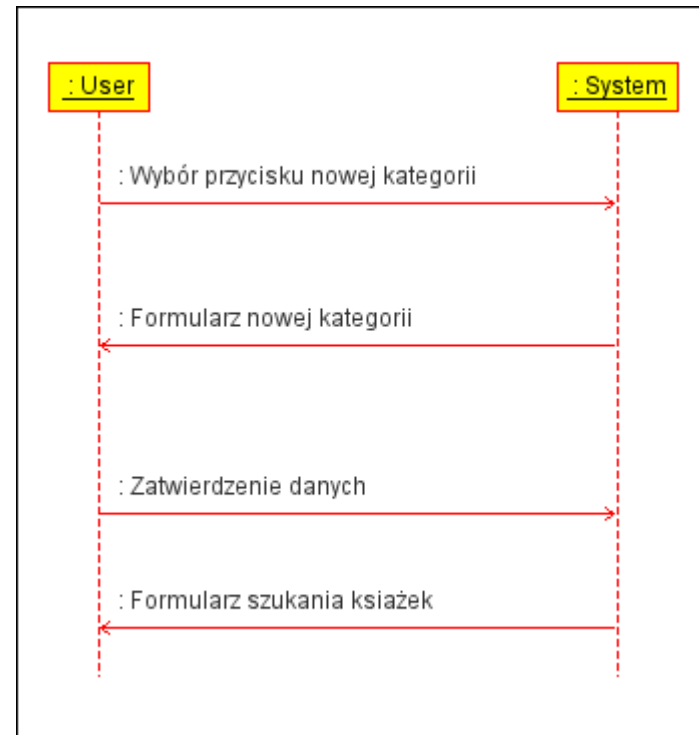 : User
: System
: Wybór przycisku nowej kategorii
: Formularz nowej kategorii
: Zatwierdzenie danych
: Formularz szukania ksiażek